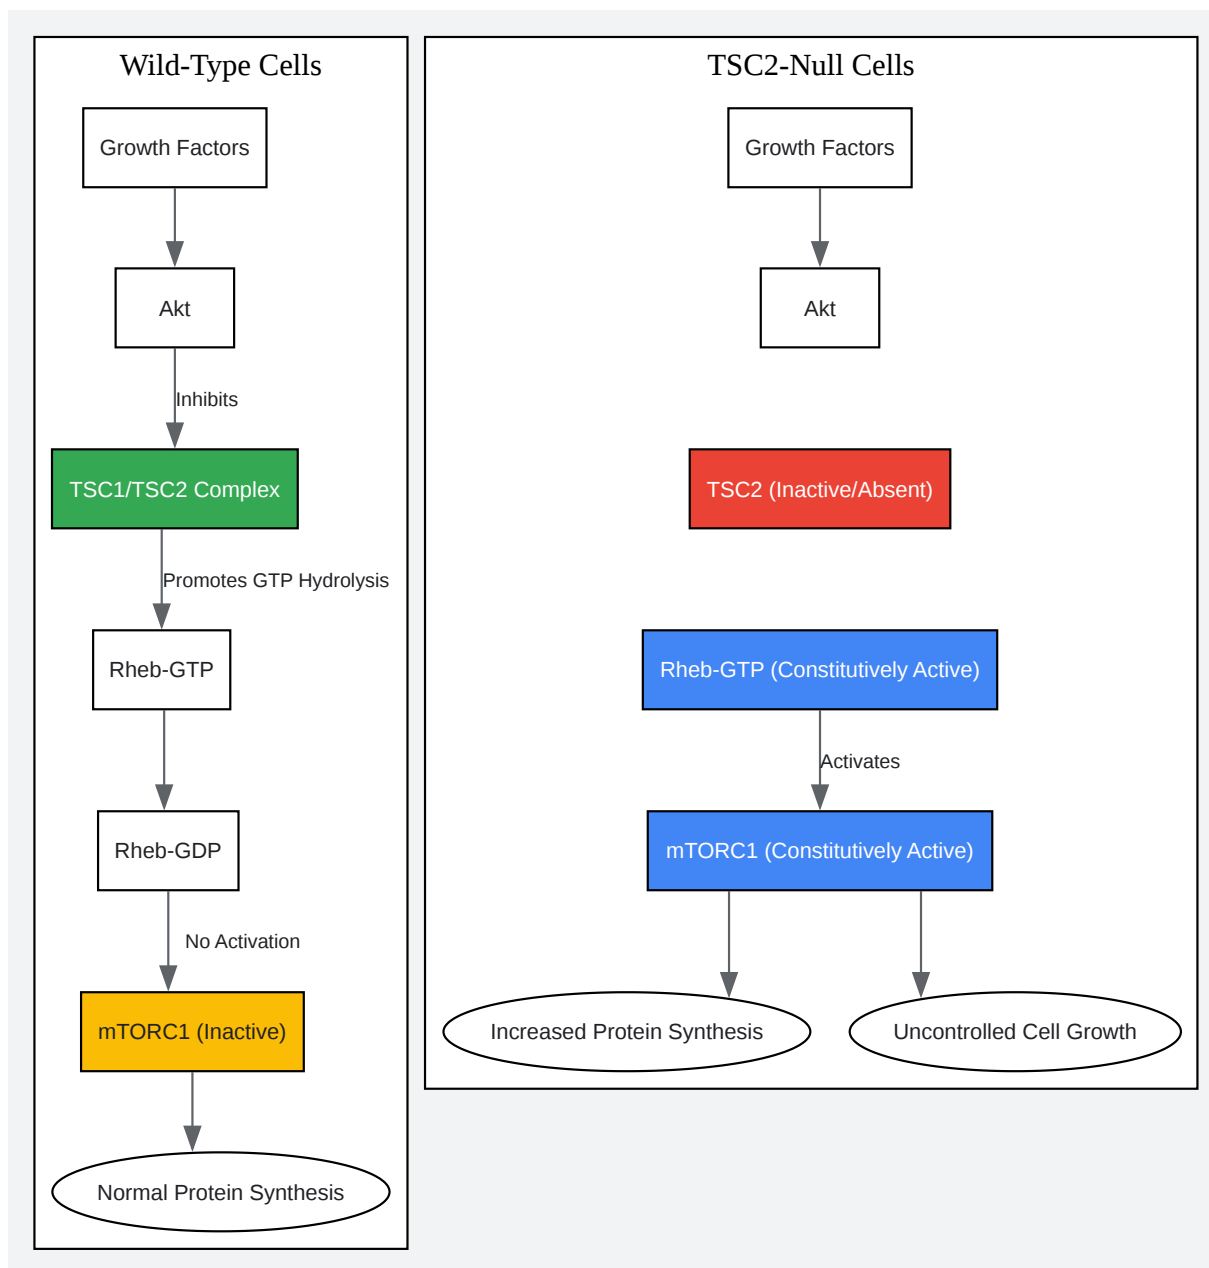 Wild-Type Cells
Growth Factors
Akt
Inhibits
TSC1/TSC2 Complex
Promotes GTP Hydrolysis
Rheb-GTP
Rheb-GDP
No Activation
mTORC1 (Inactive)
Normal Protein Synthesis
TSC2-Null Cells
Growth Factors
Akt
TSC2 (Inactive/Absent)
Rheb-GTP (Constitutively Active)
Activates
mTORC1 (Constitutively Active)
Increased Protein Synthesis
Uncontrolled Cell Growth